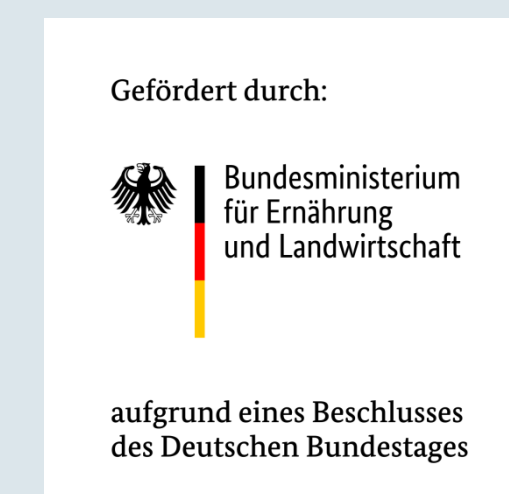 Gefördert durch:
Bundesministerium
für Ernährung
und Landwirtschaft
aufgrund eines Beschlusses
des Deutschen Bundestages